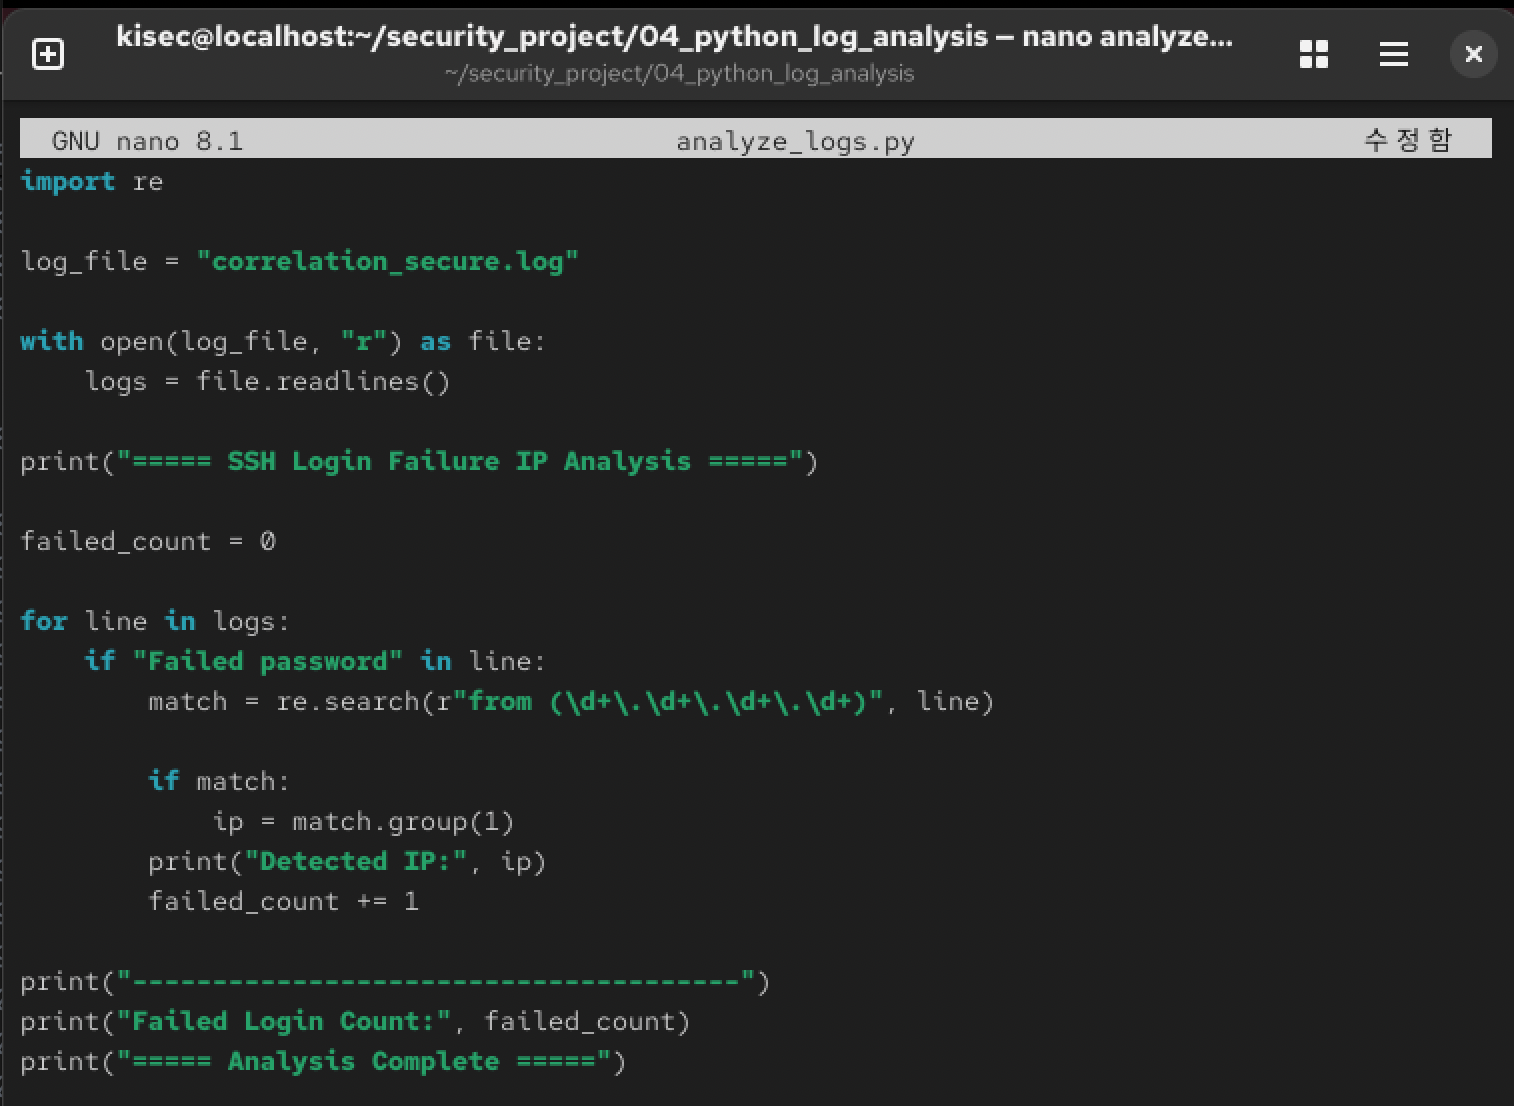 kisec@localhost:~/security_project/04_python_log_analysis — nano analyze...
~/security_project/04_python_log_analysis
GNU nano 8.1 analyze_logs.py 수정함
import re

log_file = "correlation_secure.log"

with open(log_file, "r") as file:
    logs = file.readlines()

print("===== SSH Login Failure IP Analysis =====")

failed_count = 0

for line in logs:
    if "Failed password" in line:
        match = re.search(r"from (\d+\.\d+\.\d+\.\d+)", line)

        if match:
            ip = match.group(1)
        print("Detected IP:", ip)
        failed_count += 1

print("--------------------------------------")
print("Failed Login Count:", failed_count)
print("===== Analysis Complete =====")